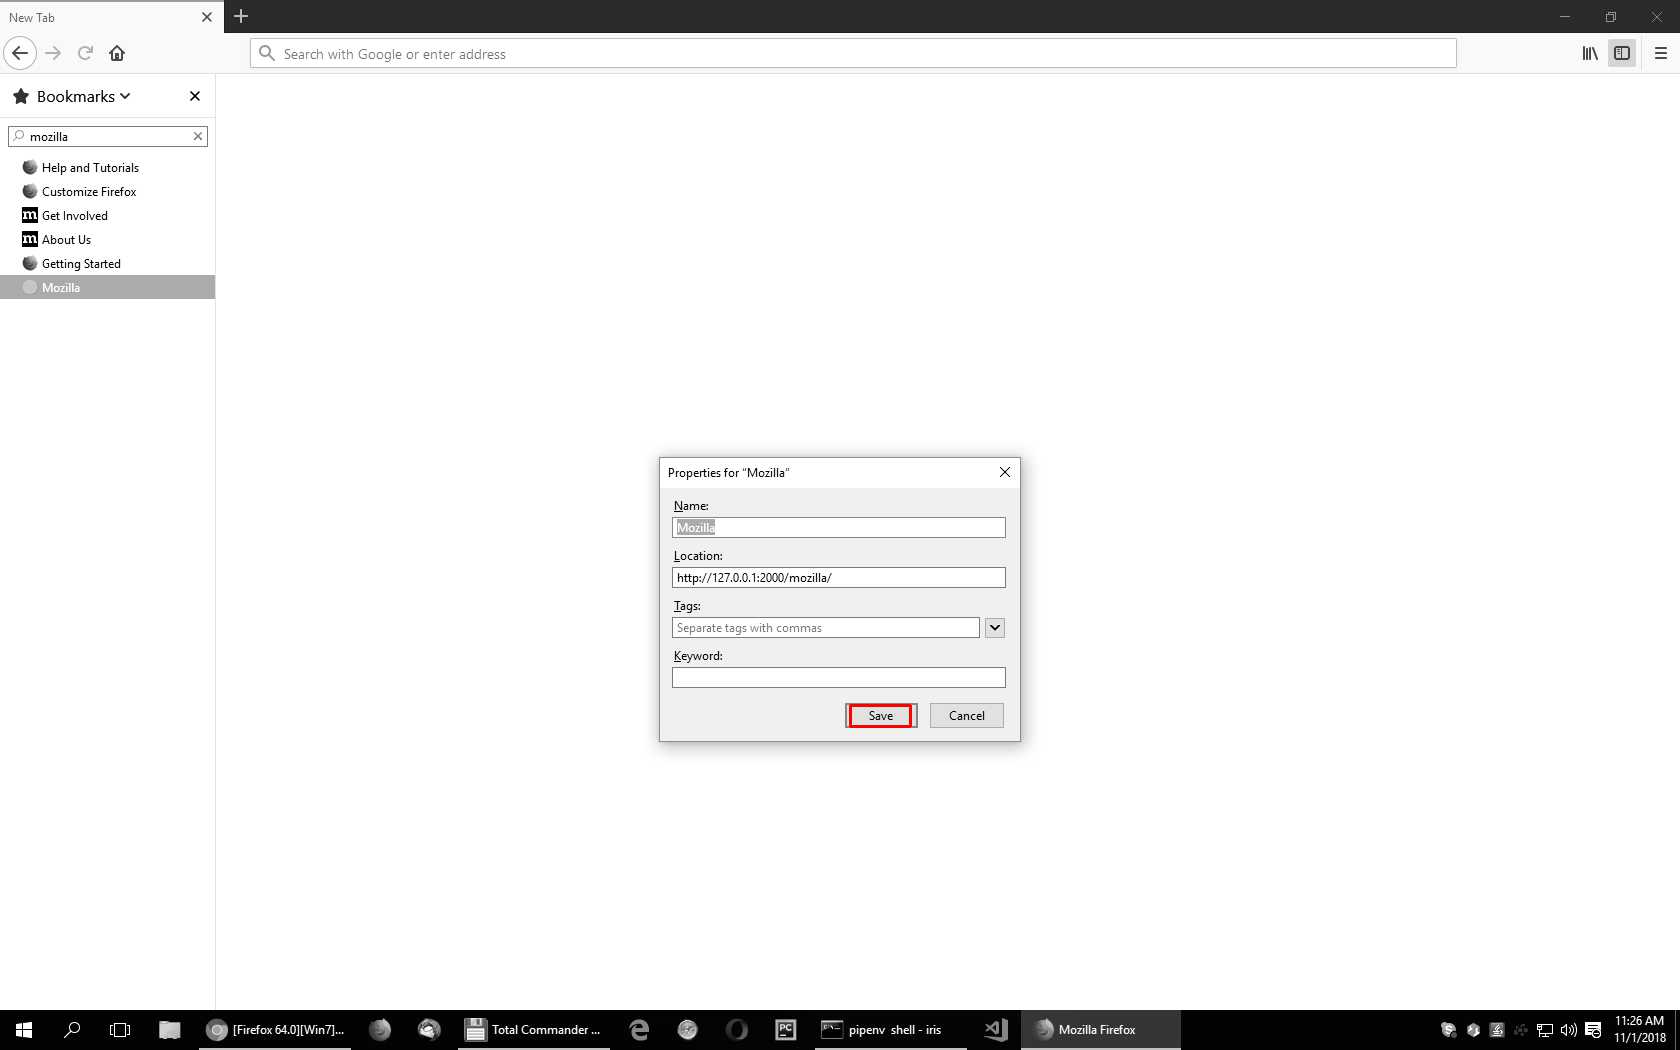 New Tab
Search with Google or enter address
Bookmarks
mozilla
Help and Tutorials
Customize Firefox
m Get Involved
m About Us
Getting Started
Mozilla
Properties for "Mozilla"
Name:
Mozilla
Location:
http://127.0.0.1:2000/mozilla/
Tags:
Separate tags with commas
Keyword:
Save Cancel
[Firefox 64.0][Win7]... Total Commander ... PC pipenv shell - iris Mozilla Firefox
11:26 AM
11/1/2018